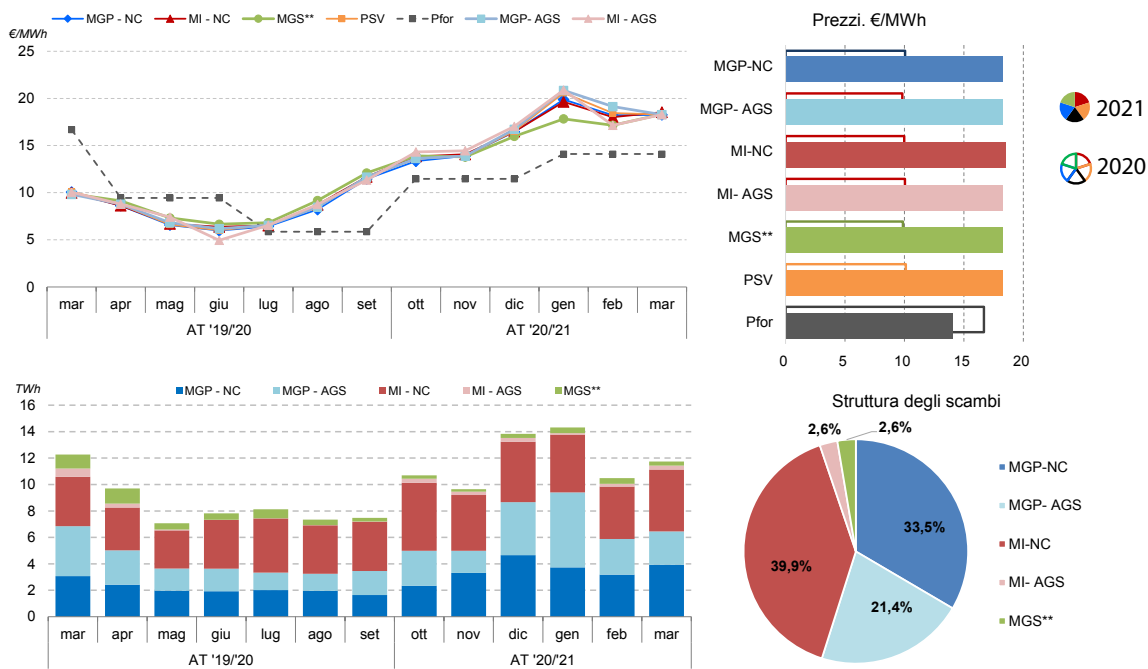 MGP - NC MI - NC MGS** PSV Pfor MGP- AGS MI - AGS
€/MWh
25
20
15
10
5
0
mar apr mag giu lug ago set ott nov dic gen feb mar
AT '19/'20 AT '20/'21
Prezzi. €/MWh
MGP-NC
MGP- AGS
MI-NC
MI- AGS
MGS**
PSV
Pfor
0 5 10 15 20
2021
2020
TWh
MGP - NC MGP - AGS MI - NC MI - AGS MGS**
16
14
12
10
8
6
4
2
0
mar apr mag giu lug ago set ott nov dic gen feb mar
AT '19/'20 AT '20/'21
Struttura degli scambi
2,6% 2,6%
33,5%
39,9%
21,4%
MGP-NC
MGP- AGS
MI-NC
MI- AGS
MGS**